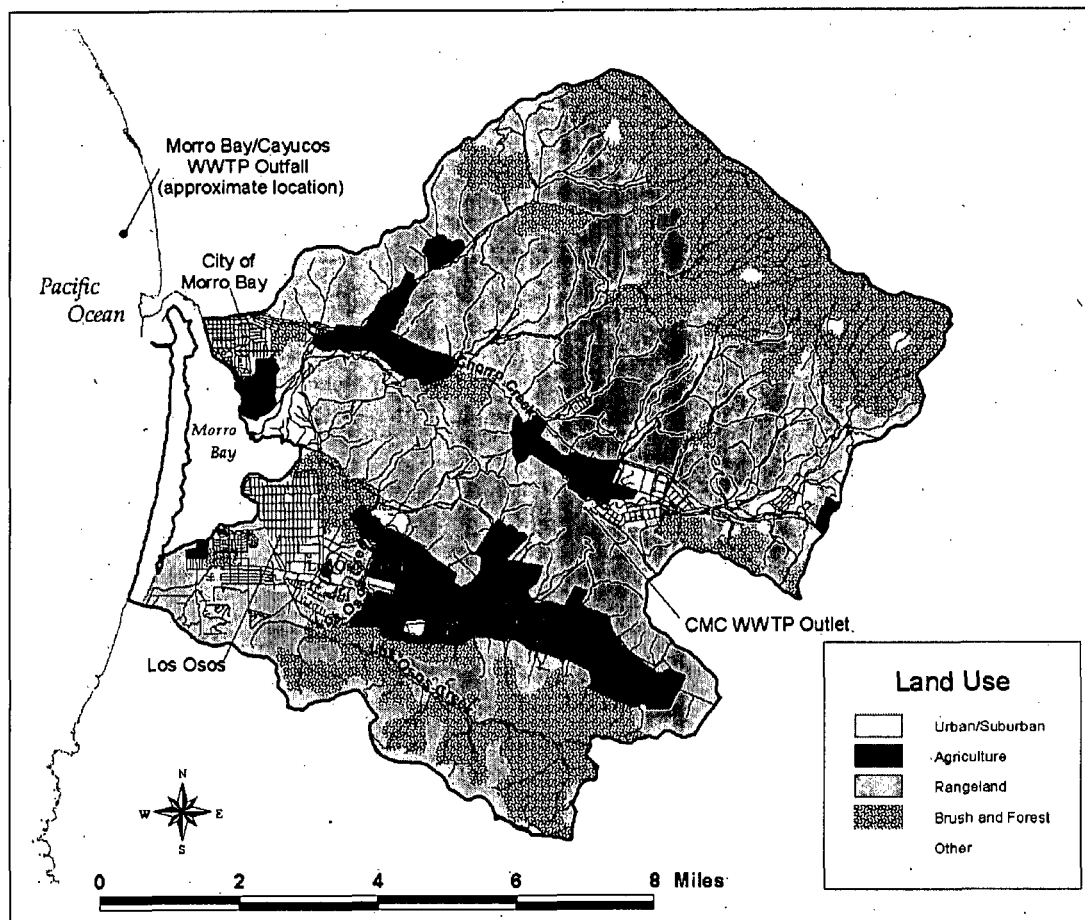 Morro Bay/Cayucos
WWTP Outfall
(approximate location)
City of
Morro Bay
Pacific
Ocean
Chorro Creek
Morro
Bay
CMC WWTP Outlet
Los Osos
Los Osos Creek
Land Use
Urban/Suburban
Agriculture
Rangeland
Brush and Forest
Other
N
W E
S
0 2 4 6 8 Miles